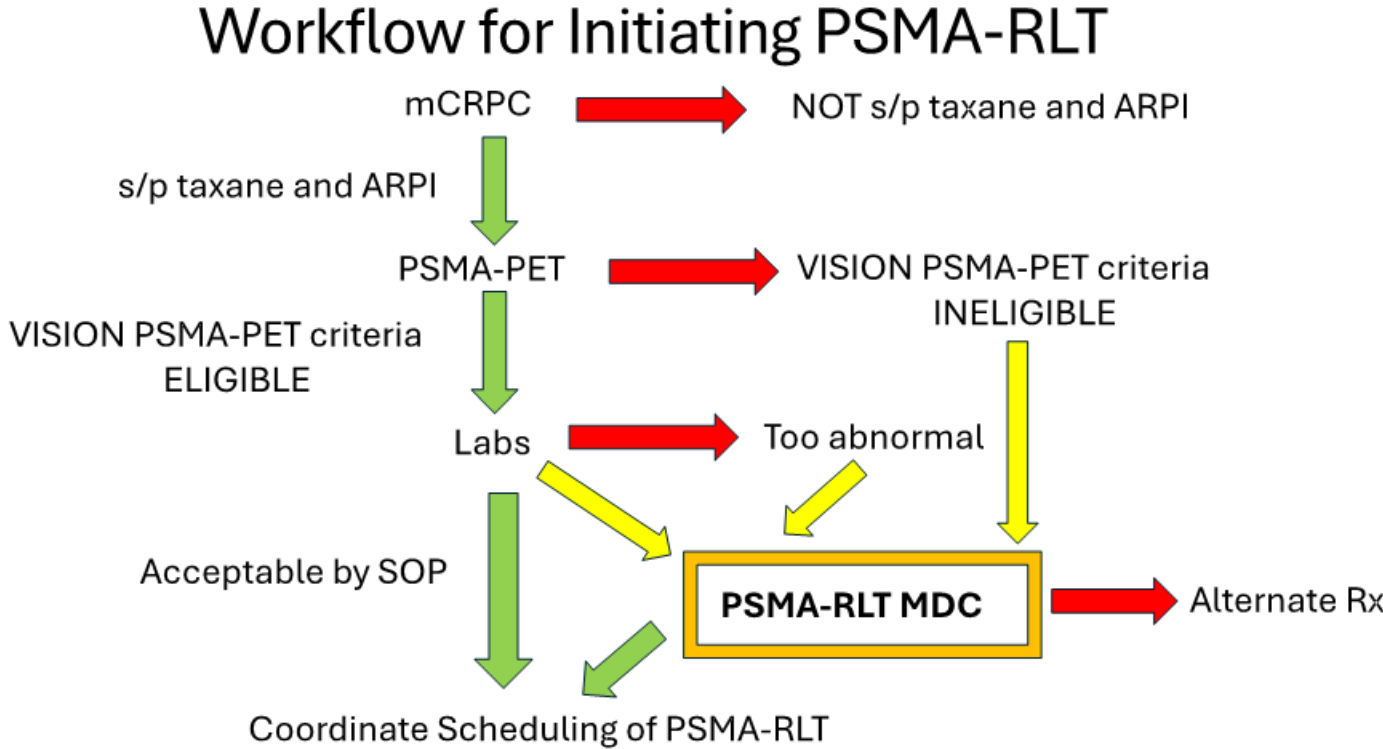 Workflow for Initiating PSMA-RLT
mCRPC
NOT s/p taxane and ARPI
s/p taxane and ARPI
PSMA-PET
VISION PSMA-PET criteria
INELIGIBLE
VISION PSMA-PET criteria
ELIGIBLE
Labs
Too abnormal
Acceptable by SOP
PSMA-RLT MDC
Alternate Rx
Coordinate Scheduling of PSMA-RLT